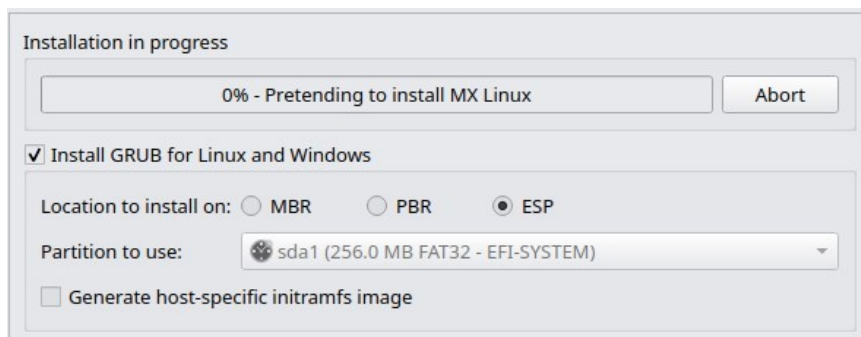 Installation in progress
0% - Pretending to install MX Linux Abort
Install GRUB for Linux and Windows
Location to install on: MBR PBR ESP
Partition to use: sda1 (256.0 MB FAT32 - EFI-SYSTEM)
Generate host-specific initramfs image